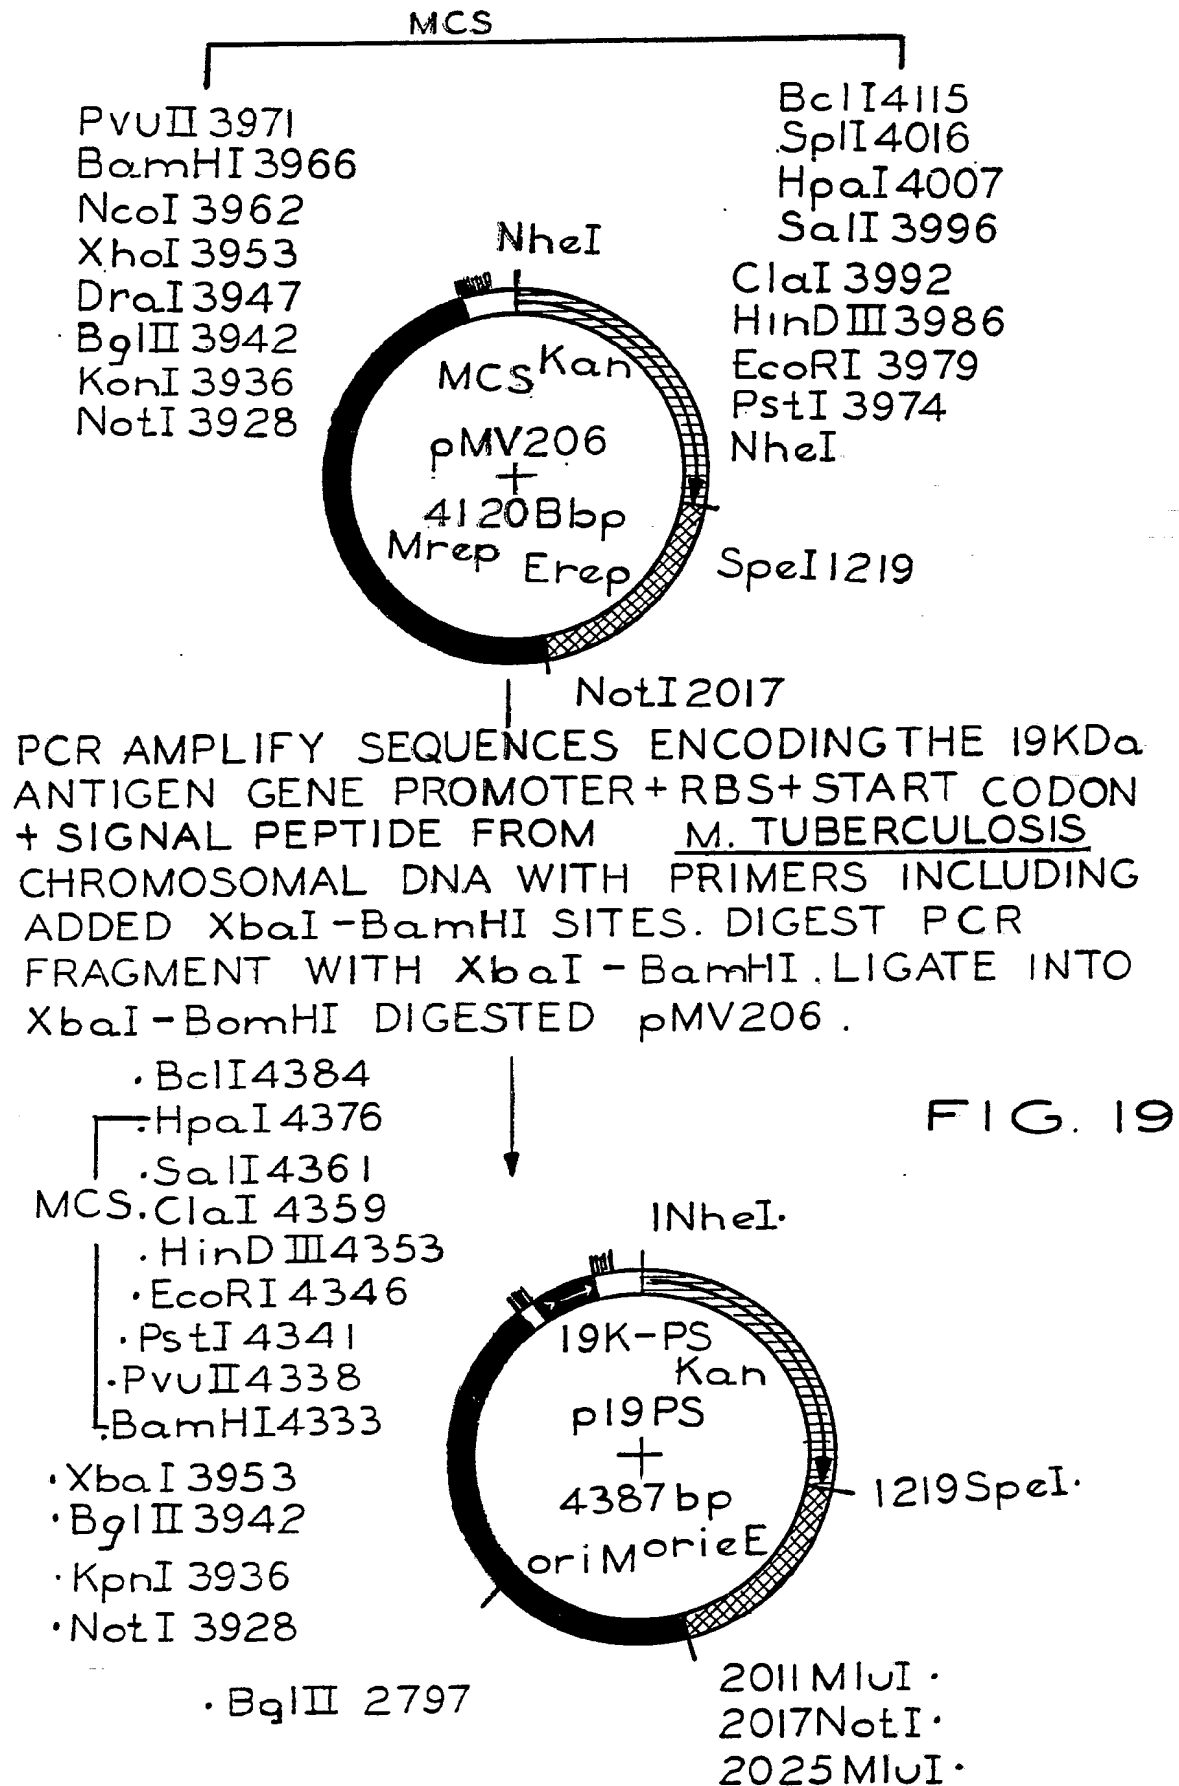 MCS
PvuII 3971
BamHI 3966
NcoI 3962
XhoI 3953
DraI 3947
BglII 3942
KonI 3936
NotI 3928
BclI 4115
SplI 4016
HpaI 4007
SalI 3996
ClaI 3992
HinDIII 3986
EcoRI 3979
PstI 3974
NheI
NheI
MCS Kan
pMV206
+
4120Bbp
Mrep Erep
SpeI 1219
NotI 2017
PCR AMPLIFY SEQUENCES ENCODING THE 19KDa
ANTIGEN GENE PROMOTER + RBS + START CODON
+ SIGNAL PEPTIDE FROM M. TUBERCULOSIS
CHROMOSOMAL DNA WITH PRIMERS INCLUDING
ADDED XbaI-BamHI SITES. DIGEST PCR
FRAGMENT WITH XbaI - BamHI. LIGATE INTO
XbaI-BomHI DIGESTED pMV206.
FIG. 19
MCS
· BclI 4384
· HpaI 4376
· SalI 4361
· ClaI 4359
· HinDIII 4353
· EcoRI 4346
· PstI 4341
· PvuII 4338
· BamHI 4333
· XbaI 3953
· BglII 3942
· KpnI 3936
· NotI 3928
· BglII 2797
1NheI·
19K-PS
Kan
p19PS
+
4387bp
oriM orieE
1219SpeI·
2011 MluI ·
2017NotI ·
2025 MluI ·